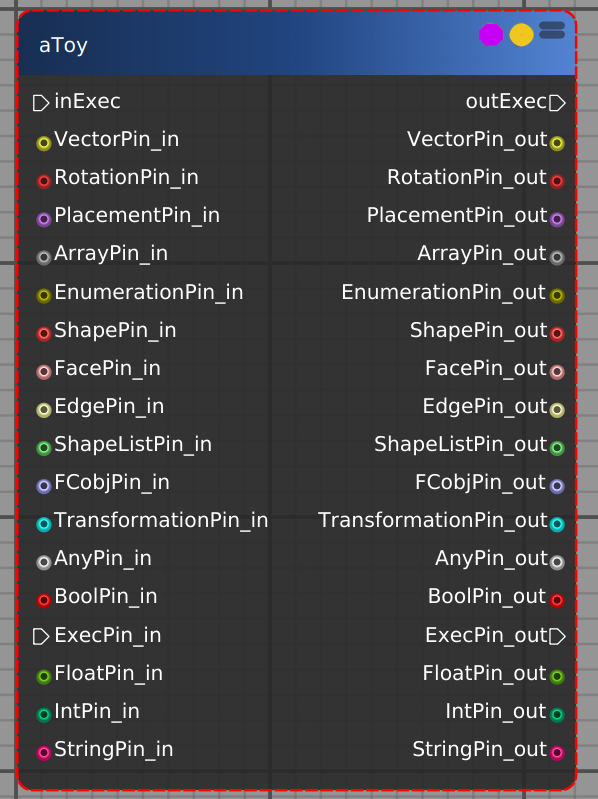 aToy
inExec outExec
VectorPin_in VectorPin_out
RotationPin_in RotationPin_out
PlacementPin_in PlacementPin_out
ArrayPin_in ArrayPin_out
EnumerationPin_in EnumerationPin_out
ShapePin_in ShapePin_out
FacePin_in FacePin_out
EdgePin_in EdgePin_out
ShapeListPin_in ShapeListPin_out
FCobjPin_in FCobjPin_out
TransformationPin_in TransformationPin_out
AnyPin_in AnyPin_out
BoolPin_in BoolPin_out
ExecPin_in ExecPin_out
FloatPin_in FloatPin_out
IntPin_in IntPin_out
StringPin_in StringPin_out